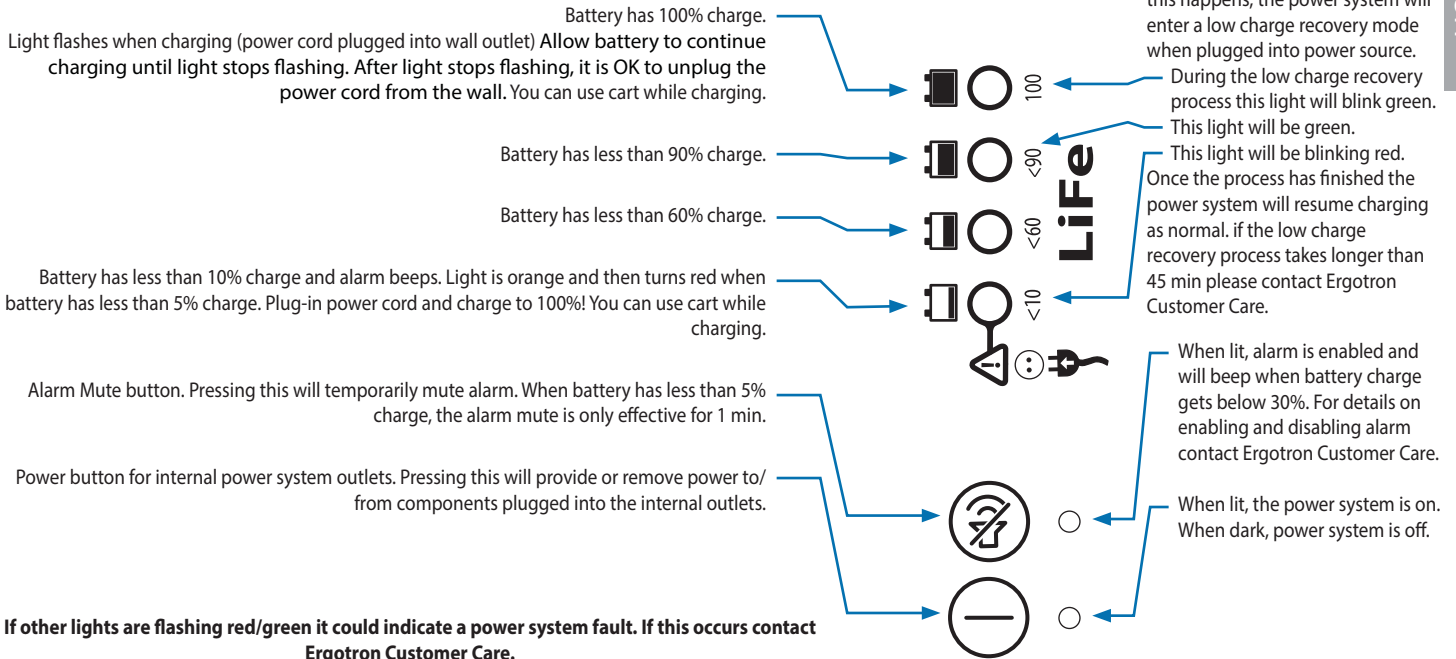 Battery has 100% charge.
Light flashes when charging (power cord plugged into wall outlet) Allow battery to continue
charging until light stops flashing. After light stops flashing, it is OK to unplug the
power cord from the wall. You can use cart while charging.
Battery has less than 90% charge.
Battery has less than 60% charge.
Battery has less than 10% charge and alarm beeps. Light is orange and then turns red when
battery has less than 5% charge. Plug-in power cord and charge to 100%! You can use cart while
charging.
Alarm Mute button. Pressing this will temporarily mute alarm. When battery has less than 5%
charge, the alarm mute is only effective for 1 min.
Power button for internal power system outlets. Pressing this will provide or remove power to/
from components plugged into the internal outlets.
If other lights are flashing red/green it could indicate a power system fault. If this occurs contact
Ergotron Customer Care.
100
<90
<60
<10
LiFe
this happens, the power system will
enter a low charge recovery mode
when plugged into power source.
During the low charge recovery
process this light will blink green.
This light will be green.
This light will be blinking red.
Once the process has finished the
power system will resume charging
as normal. if the low charge
recovery process takes longer than
45 min please contact Ergotron
Customer Care.
When lit, alarm is enabled and
will beep when battery charge
gets below 30%. For details on
enabling and disabling alarm
contact Ergotron Customer Care.
When lit, the power system is on.
When dark, power system is off.